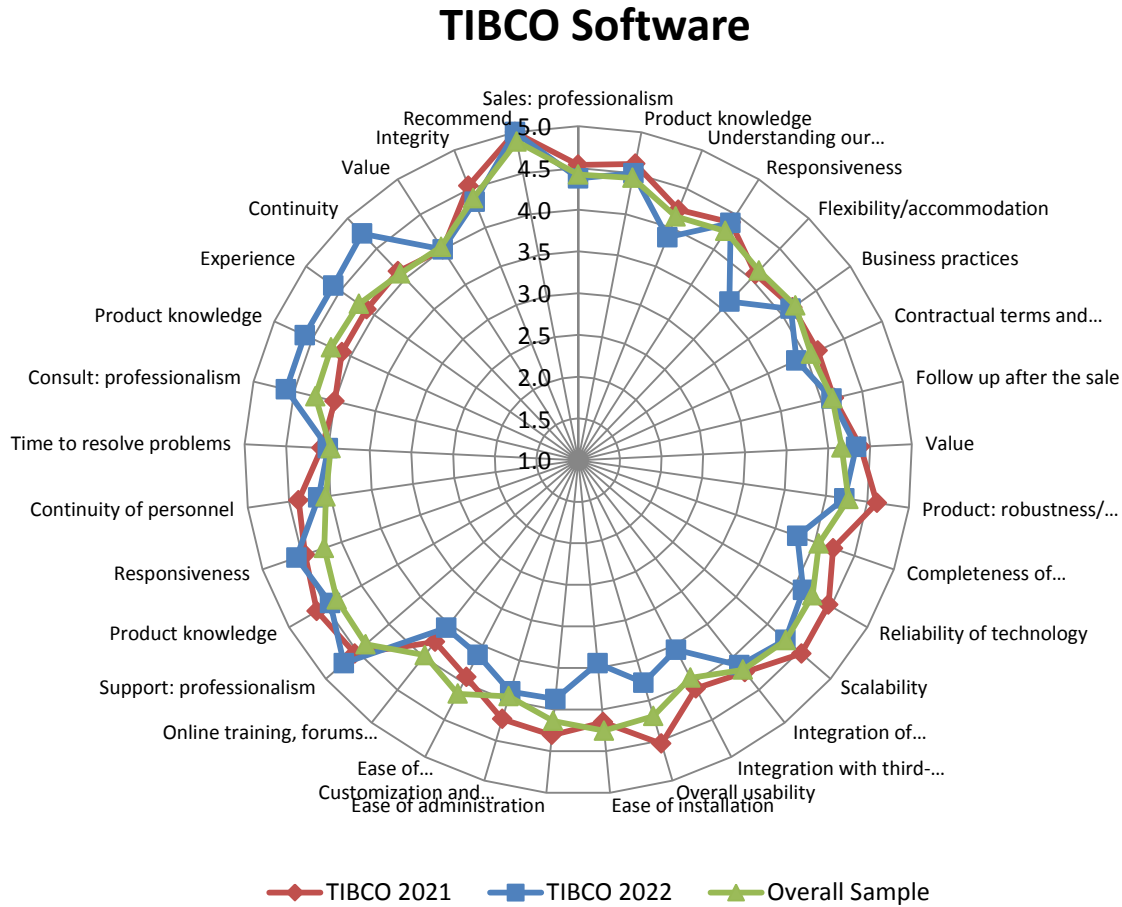 TIBCO Software
Sales: professionalism
Product knowledge
Understanding our...
Responsiveness
Flexibility/accommodation
Business practices
Contractual terms and...
Follow up after the sale
Value
Product: robustness/...
Completeness of...
Reliability of technology
Scalability
Integration of...
Integration with third-...
Overall usability
Ease of installation
Ease of administration
Customization and...
Ease of...
Online training, forums...
Support: professionalism
Product knowledge
Responsiveness
Continuity of personnel
Time to resolve problems
Consult: professionalism
Product knowledge
Experience
Continuity
Value
Integrity
Recommend
5.0
4.5
4.0
3.5
3.0
2.5
2.0
1.5
1.0
TIBCO 2021
TIBCO 2022
Overall Sample